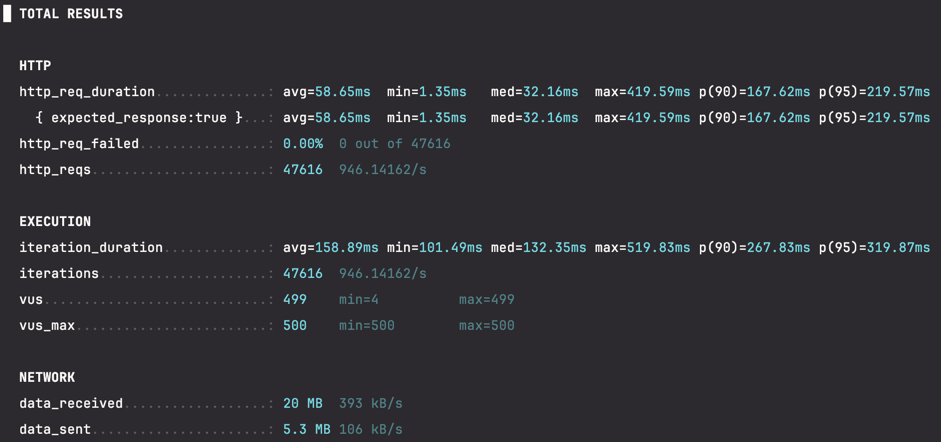 TOTAL RESULTS
HTTP
http_req_duration..............: avg=58.65ms min=1.35ms med=32.16ms max=419.59ms p(90)=167.62ms p(95)=219.57ms
{ expected_response:true }...: avg=58.65ms min=1.35ms med=32.16ms max=419.59ms p(90)=167.62ms p(95)=219.57ms
http_req_failed................: 0.00% 0 out of 47616
http_reqs......................: 47616 946.14162/s
EXECUTION
iteration_duration.............: avg=158.89ms min=101.49ms med=132.35ms max=519.83ms p(90)=267.83ms p(95)=319.87ms
iterations.....................: 47616 946.14162/s
vus............................: 499 min=4 max=499
vus_max........................: 500 min=500 max=500
NETWORK
data_received..................: 20 MB 393 kB/s
data_sent......................: 5.3 MB 106 kB/s